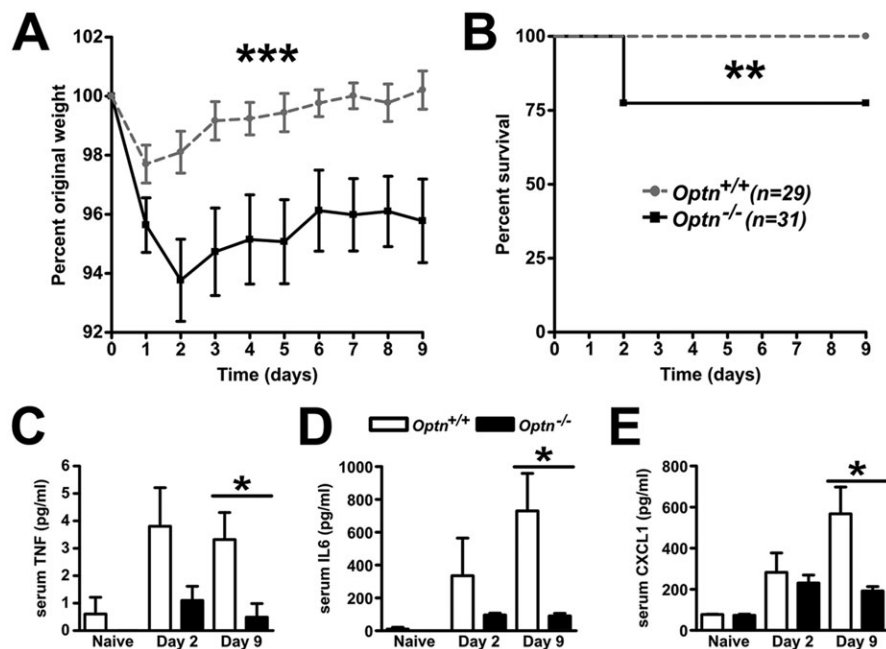 A
Percent original weight
102
100
98
96
94
92
***
0 1 2 3 4 5 6 7 8 9
Time (days)
B
Percent survival
100
75
50
25
0
**
Optn+/+ (n=29)
Optn-/- (n=31)
0 1 2 3 4 5 6 7 8 9
Time (days)
Optn+/+ Optn-/-
C
serum TNF (pg/ml)
6
5
4
3
2
1
0
*
Naive Day 2 Day 9
D
serum IL6 (pg/ml)
1000
800
600
400
200
0
*
Naive Day 2 Day 9
E
serum CXCL1 (pg/ml)
800
600
400
200
0
*
Naive Day 2 Day 9